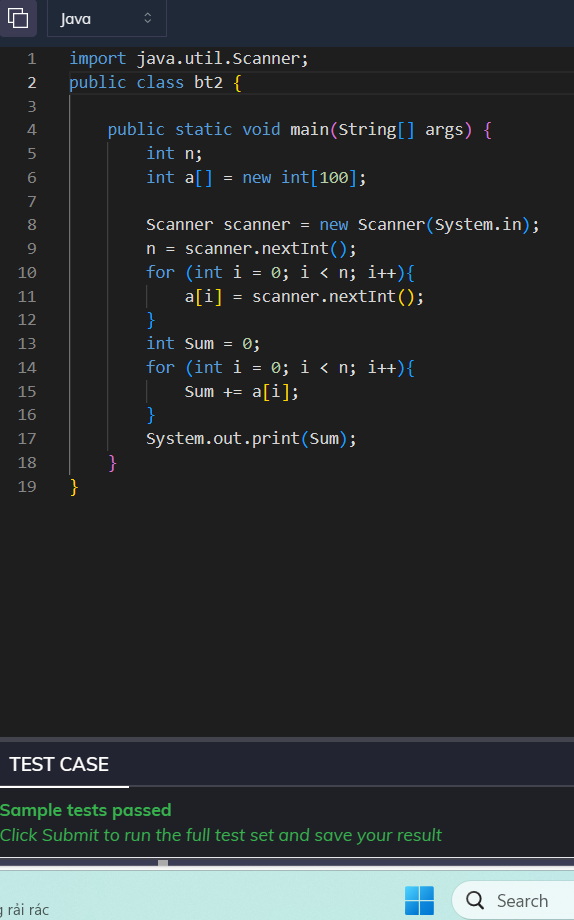 Java
1 import java.util.Scanner;
2 public class bt2 {
3
4 public static void main(String[] args) {
5 int n;
6 int a[] = new int[100];
7
8 Scanner scanner = new Scanner(System.in);
9 n = scanner.nextInt();
10 for (int i = 0; i < n; i++){
11 a[i] = scanner.nextInt();
12 }
13 int Sum = 0;
14 for (int i = 0; i < n; i++){
15 Sum += a[i];
16 }
17 System.out.print(Sum);
18 }
19 }
TEST CASE
Sample tests passed
Click Submit to run the full test set and save your result
rải rác
Search